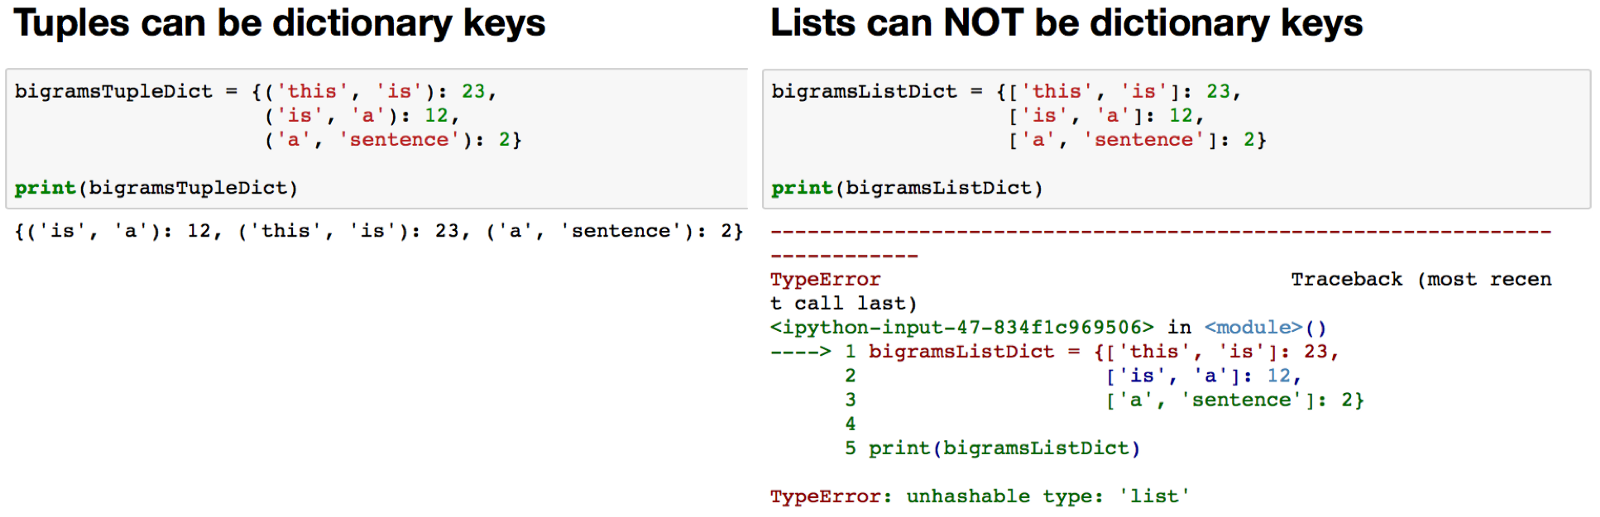 Tuples can be dictionary keys
bigramsTupleDict = {('this', 'is'): 23,
                    ('is', 'a'): 12,
                    ('a', 'sentence'): 2}
print(bigramsTupleDict)
{('is', 'a'): 12, ('this', 'is'): 23, ('a', 'sentence'): 2}
Lists can NOT be dictionary keys
bigramsListDict = {['this', 'is']: 23,
                   ['is', 'a']: 12,
                   ['a', 'sentence']: 2}
print(bigramsListDict)
---------------------------------------------------------------
------------
TypeError                                 Traceback (most recen
t call last)
<ipython-input-47-834f1c969506> in <module>()
----> 1 bigramsListDict = {['this', 'is']: 23,
      2                    ['is', 'a']: 12,
      3                    ['a', 'sentence']: 2}
      4
      5 print(bigramsListDict)
TypeError: unhashable type: 'list'